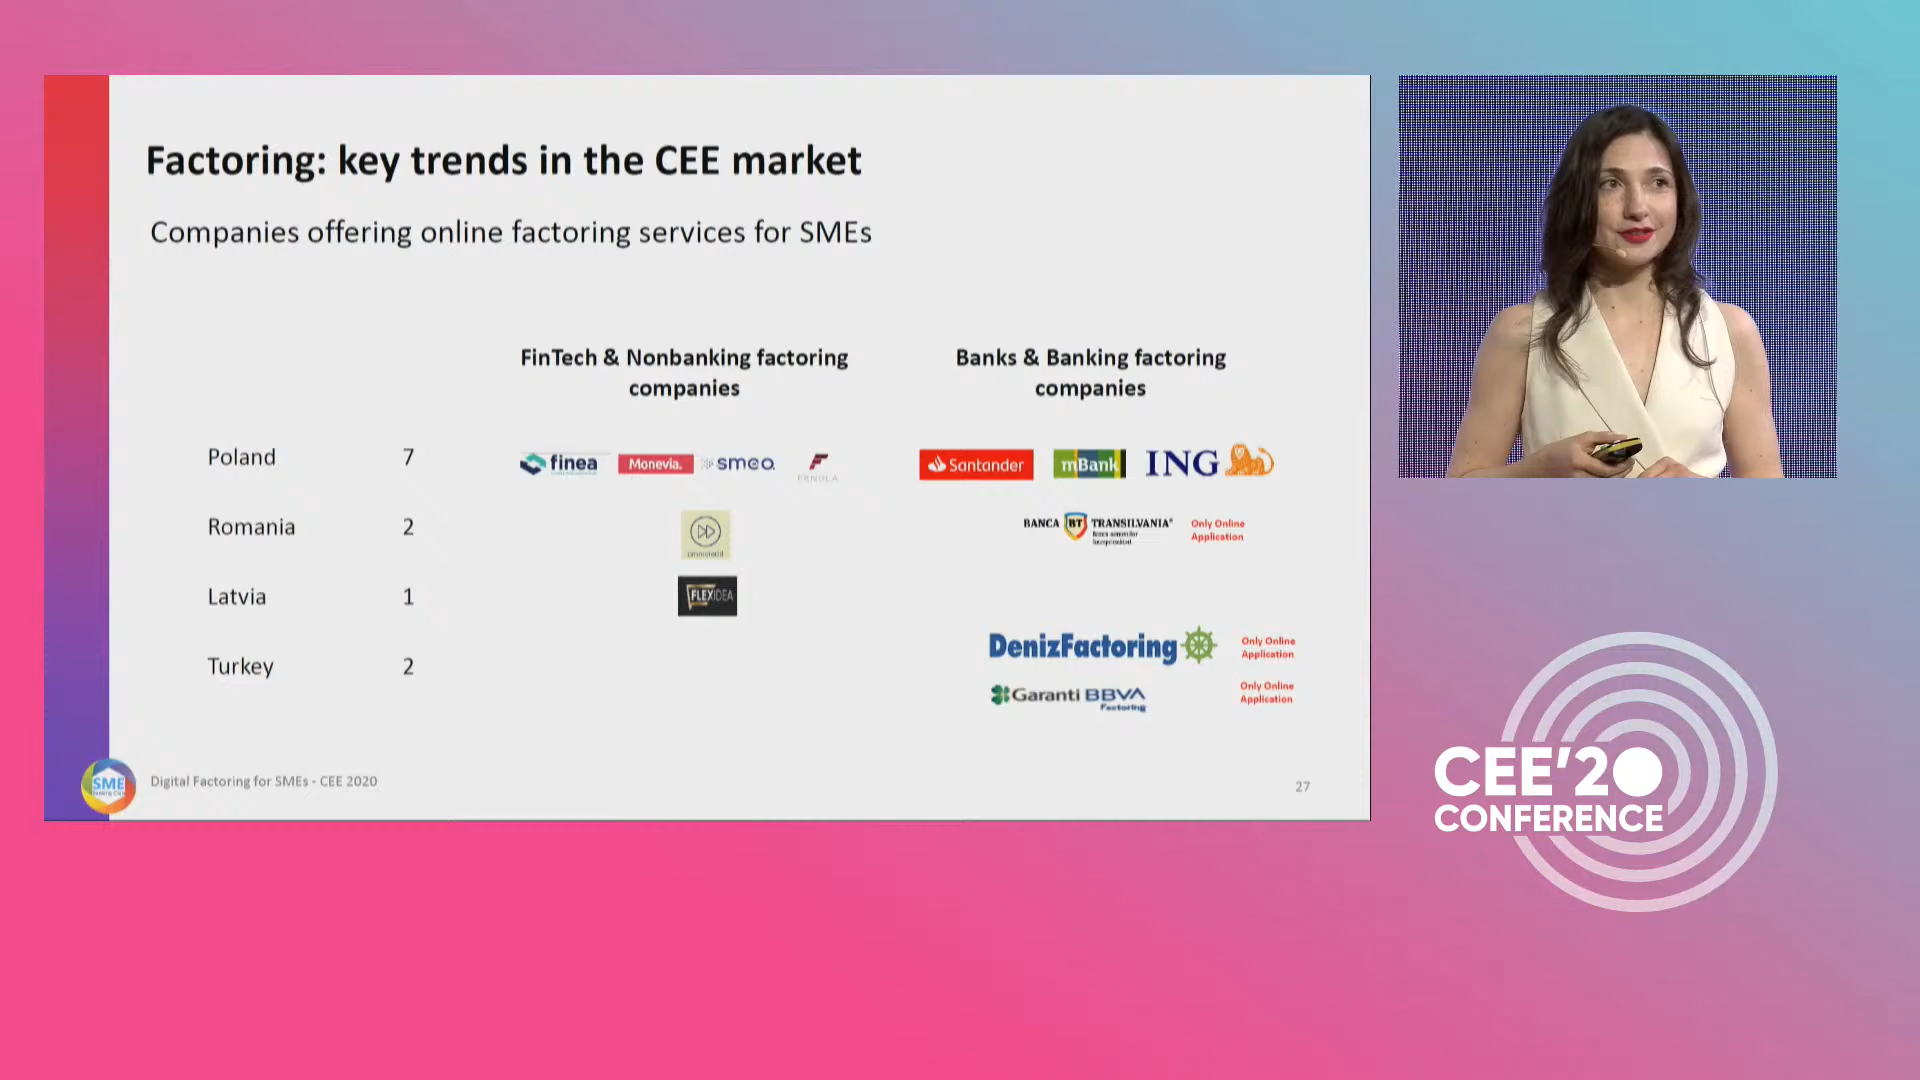 Factoring: key trends in the CEE market
Companies offering online factoring services for SMEs
FinTech & Nonbanking factoring
companies
Banks & Banking factoring
companies
Poland 7 finea Monevia. smeo. Santander mBank ING
Romania 2 BANCA BT TRANSILVANIA® Only Online
Application
Latvia 1 FLEXIDEA
Turkey 2
DenizFactoring Only Online
Application
Garanti BBVA
Factoring
Only Online
Application
SME
Digital Factoring for SMEs - CEE 2020
27
CEE'20
CONFERENCE